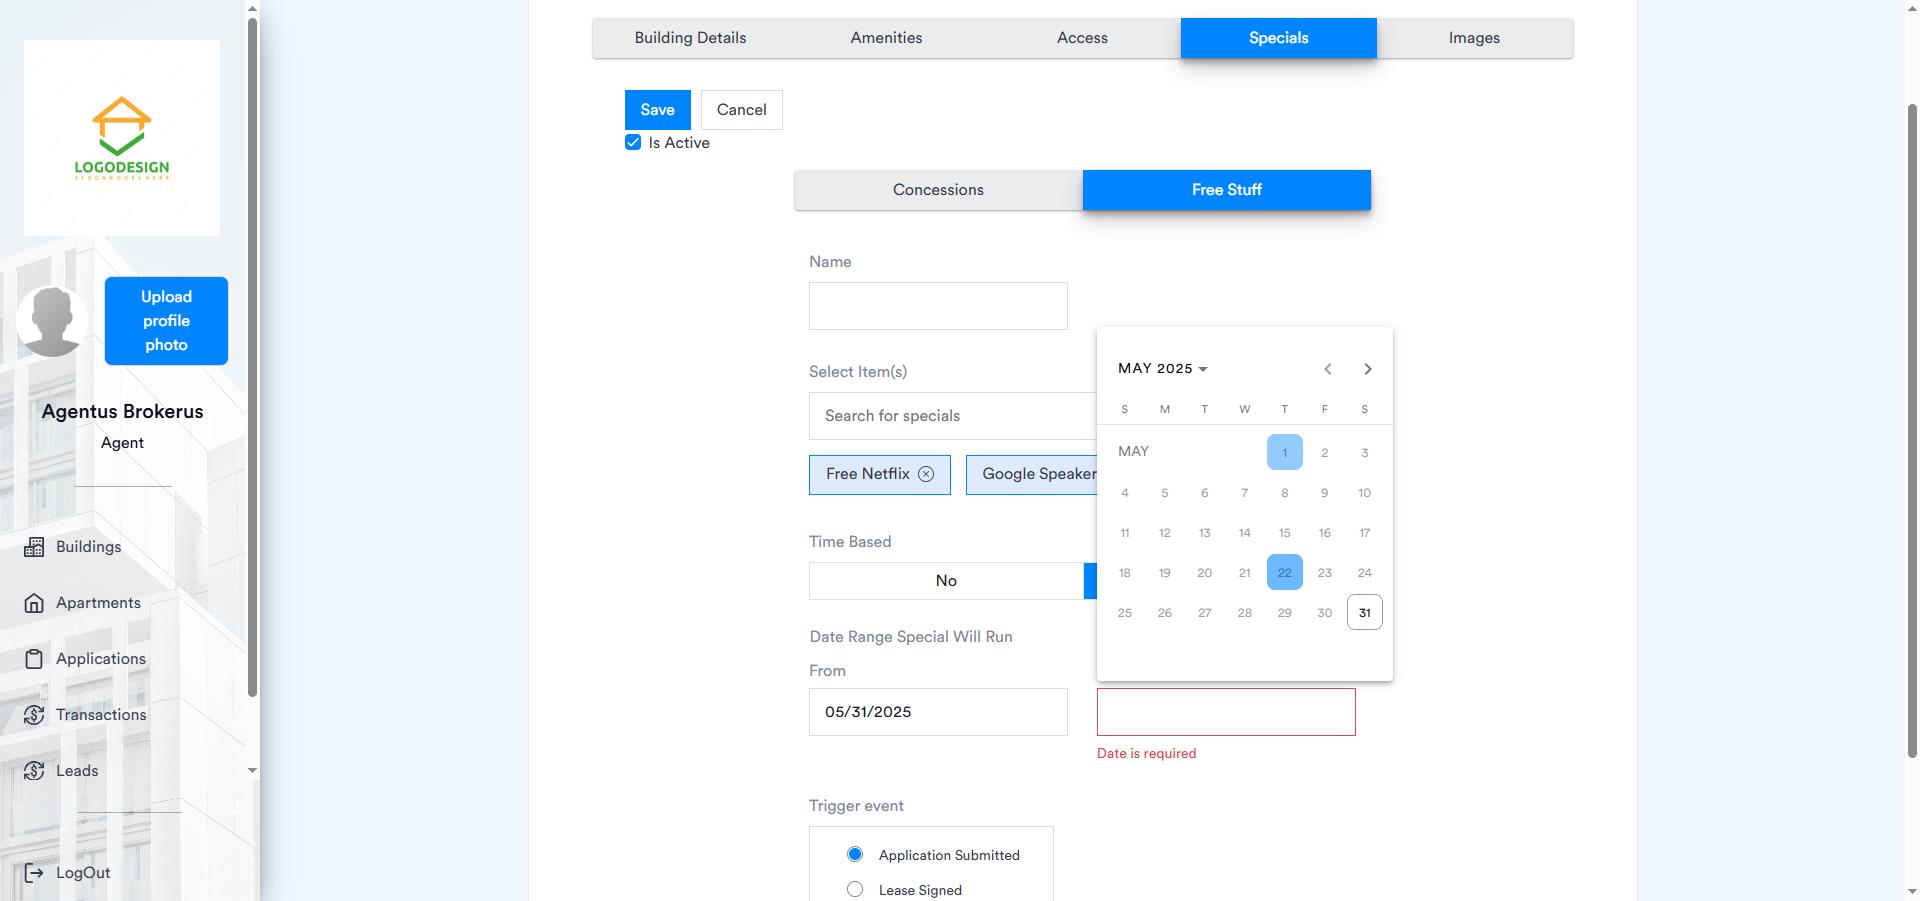 Building Details
Amenities
Access
Specials
Images
LOGODESIGN
SLOGAN GOES HERE
Upload
profile
photo
Agentus Brokerus
Agent
Buildings
Apartments
Applications
Transactions
Leads
LogOut
Save
Cancel
Is Active
Concessions
Free Stuff
Name
Select Item(s)
Search for specials
Free Netflix
Google Speaker
Time Based
No
Date Range Special Will Run
From
05/31/2025
MAY 2025
S M T W T F S
MAY 1 2 3
4 5 6 7 8 9 10
11 12 13 14 15 16 17
18 19 20 21 22 23 24
25 26 27 28 29 30 31
Date is required
Trigger event
Application Submitted
Lease Signed